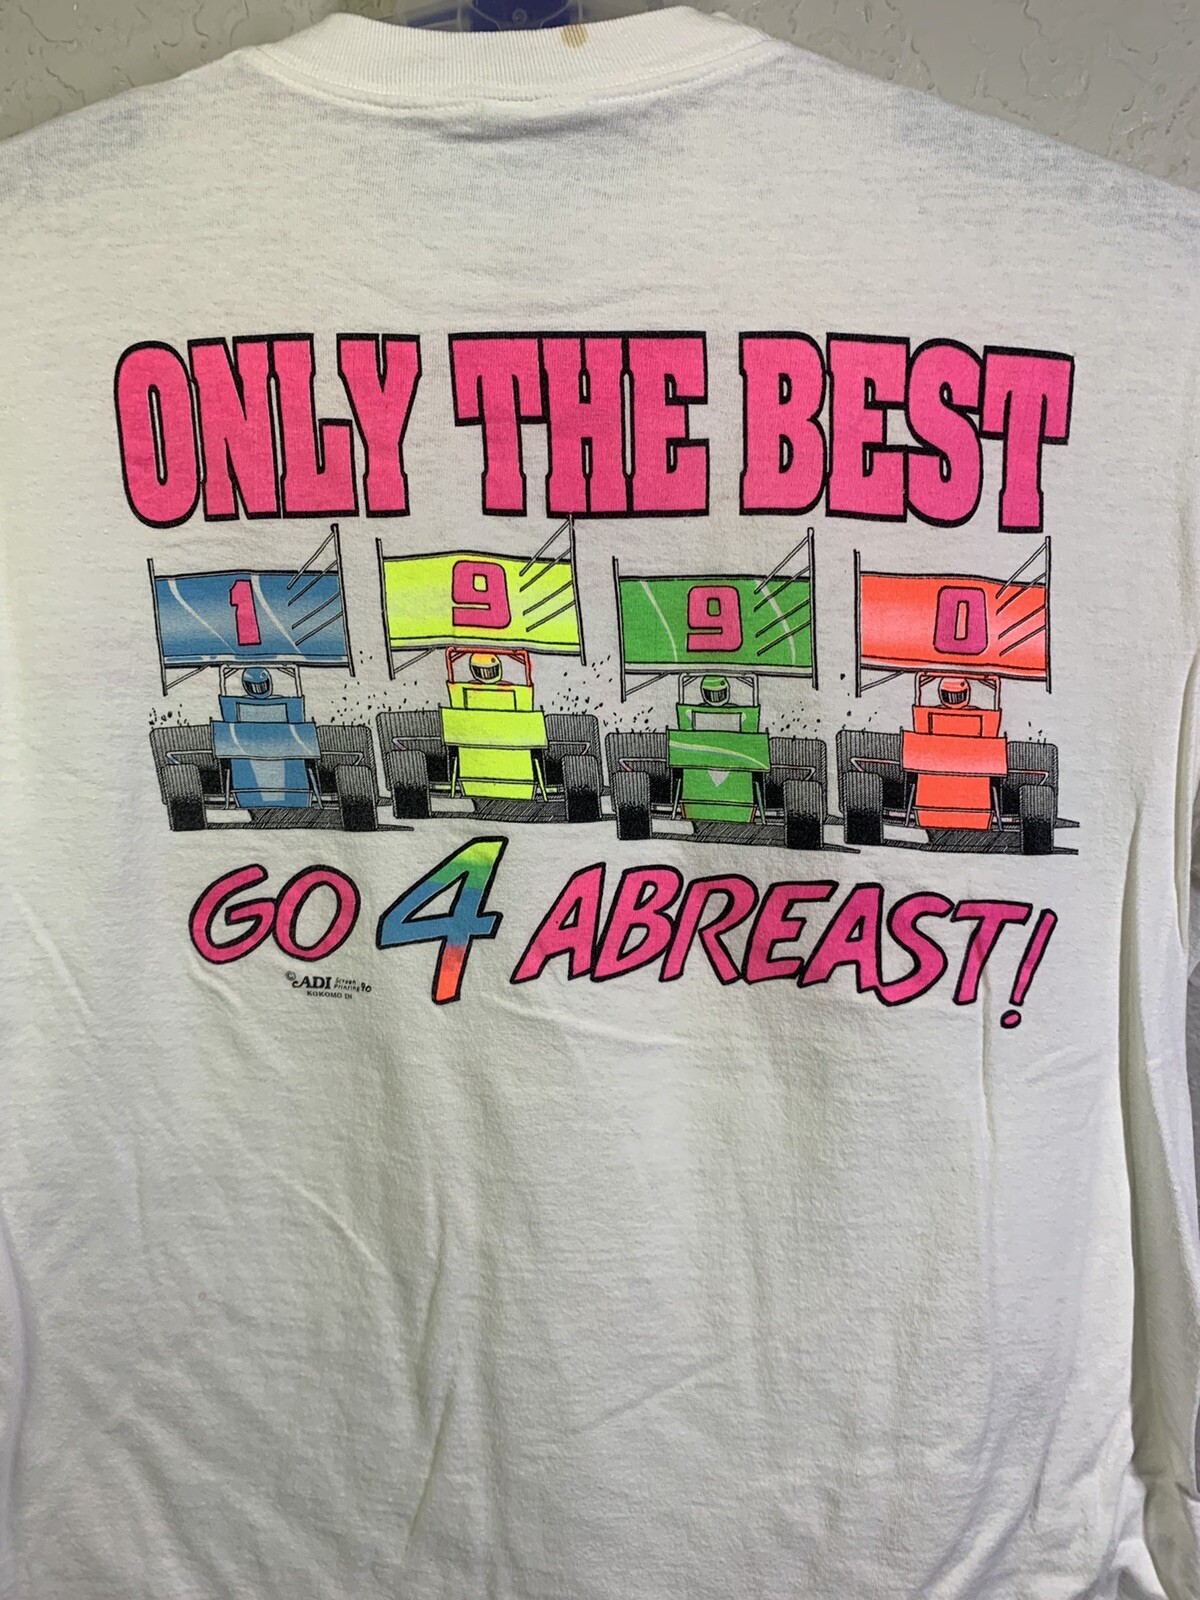 ONLY THE BEST
1 9 9 0
GO 4 ABREAST!
© ADI Screen Printing 90
KOKOMO IN